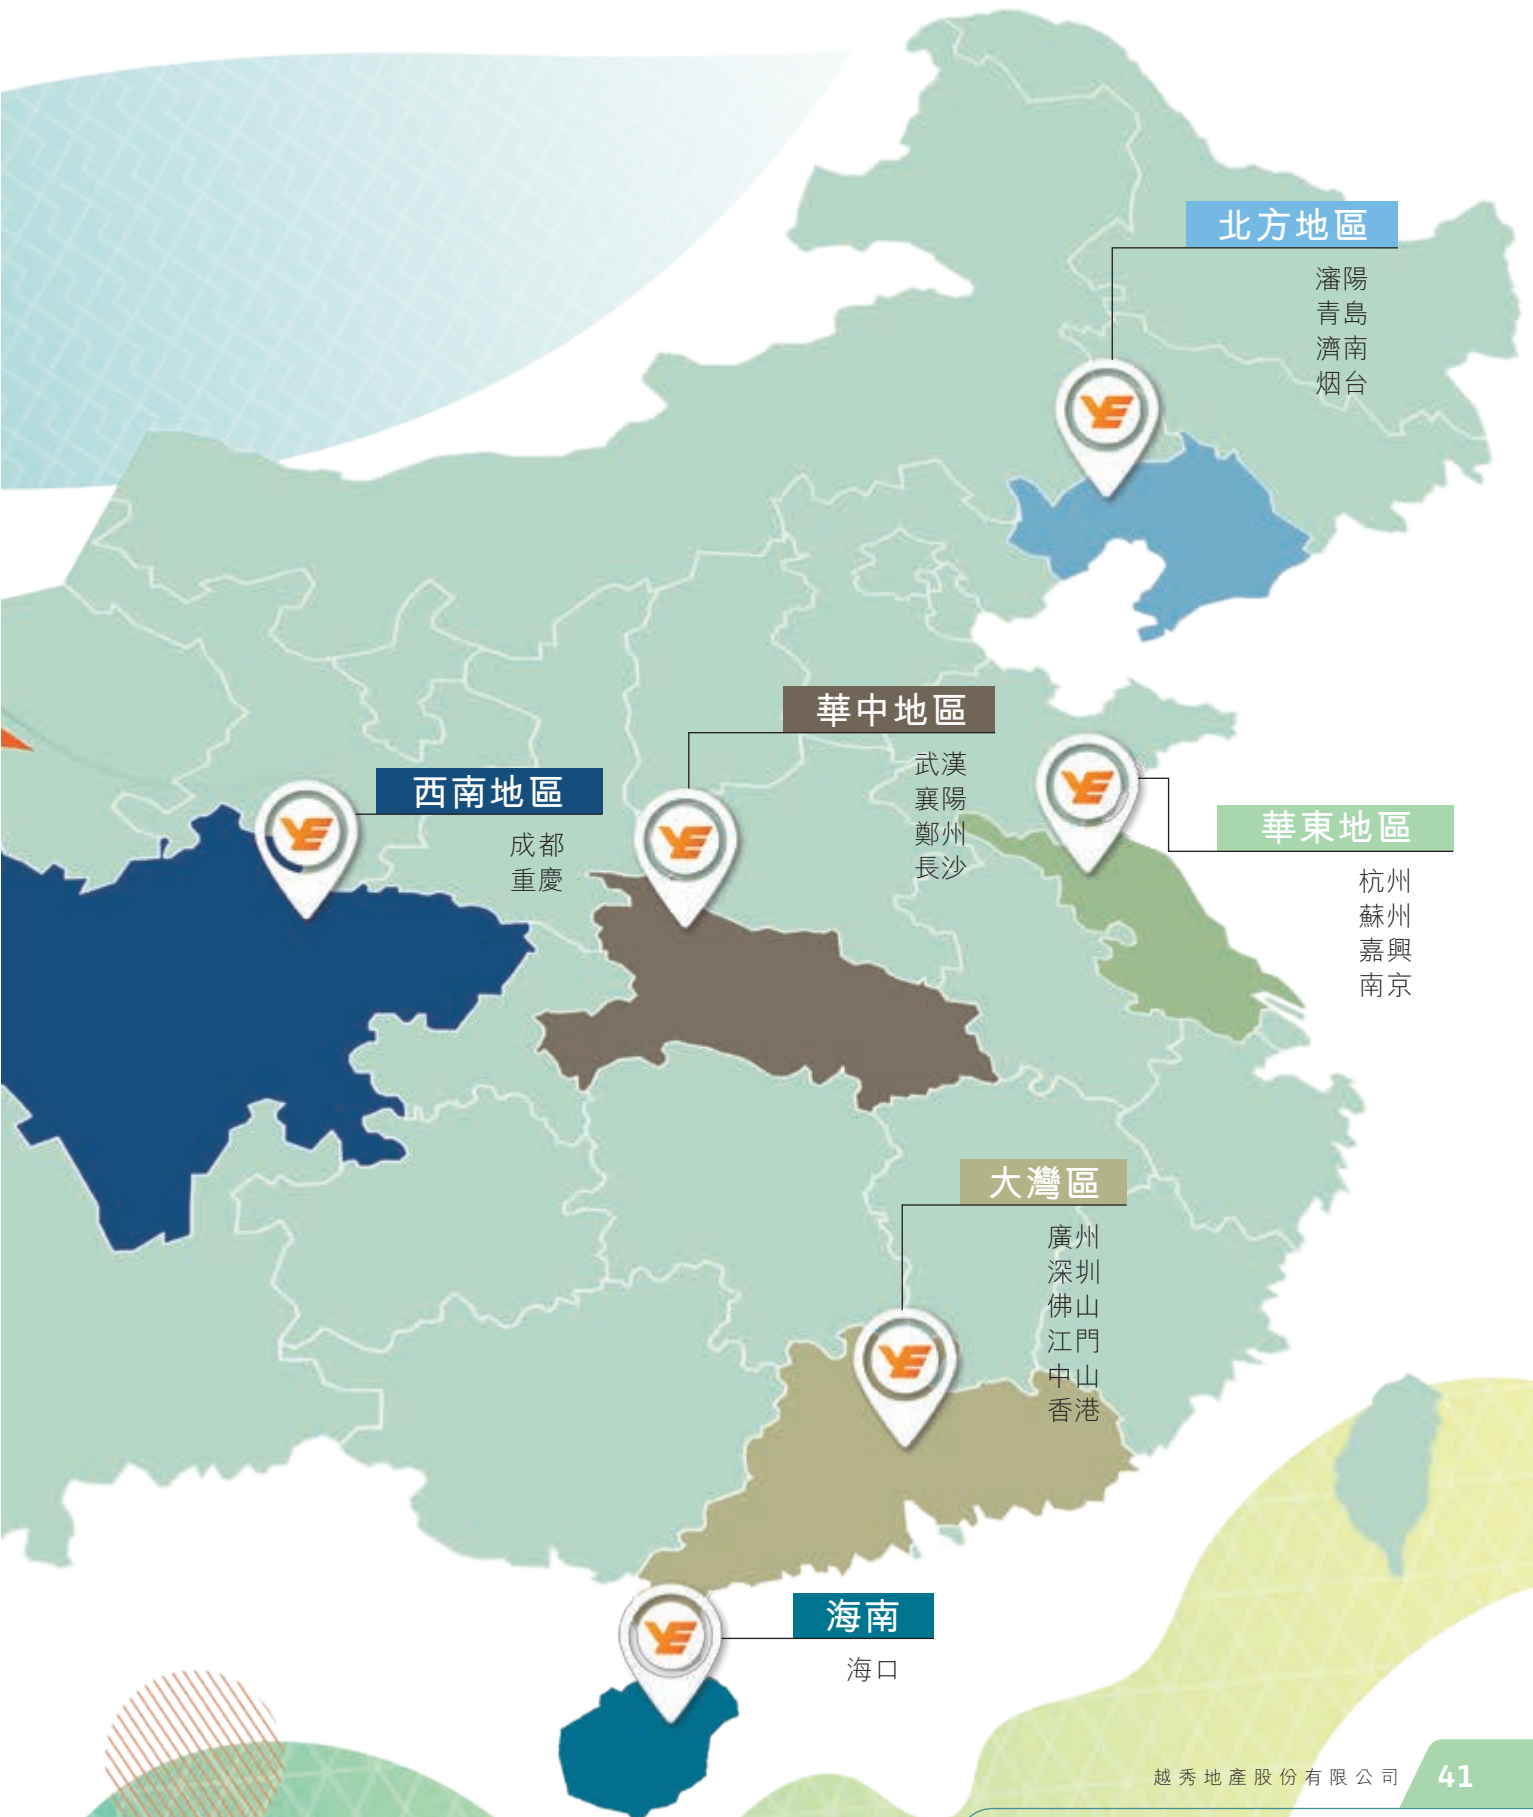 北方地區
瀋陽
青島
濟南
烟台
華中地區
武漢
襄陽
鄭州
長沙
西南地區
成都
重慶
華東地區
杭州
蘇州
嘉興
南京
大灣區
廣州
深圳
佛山
江門
中山
香港
海南
海口
越秀地產股份有限公司 41